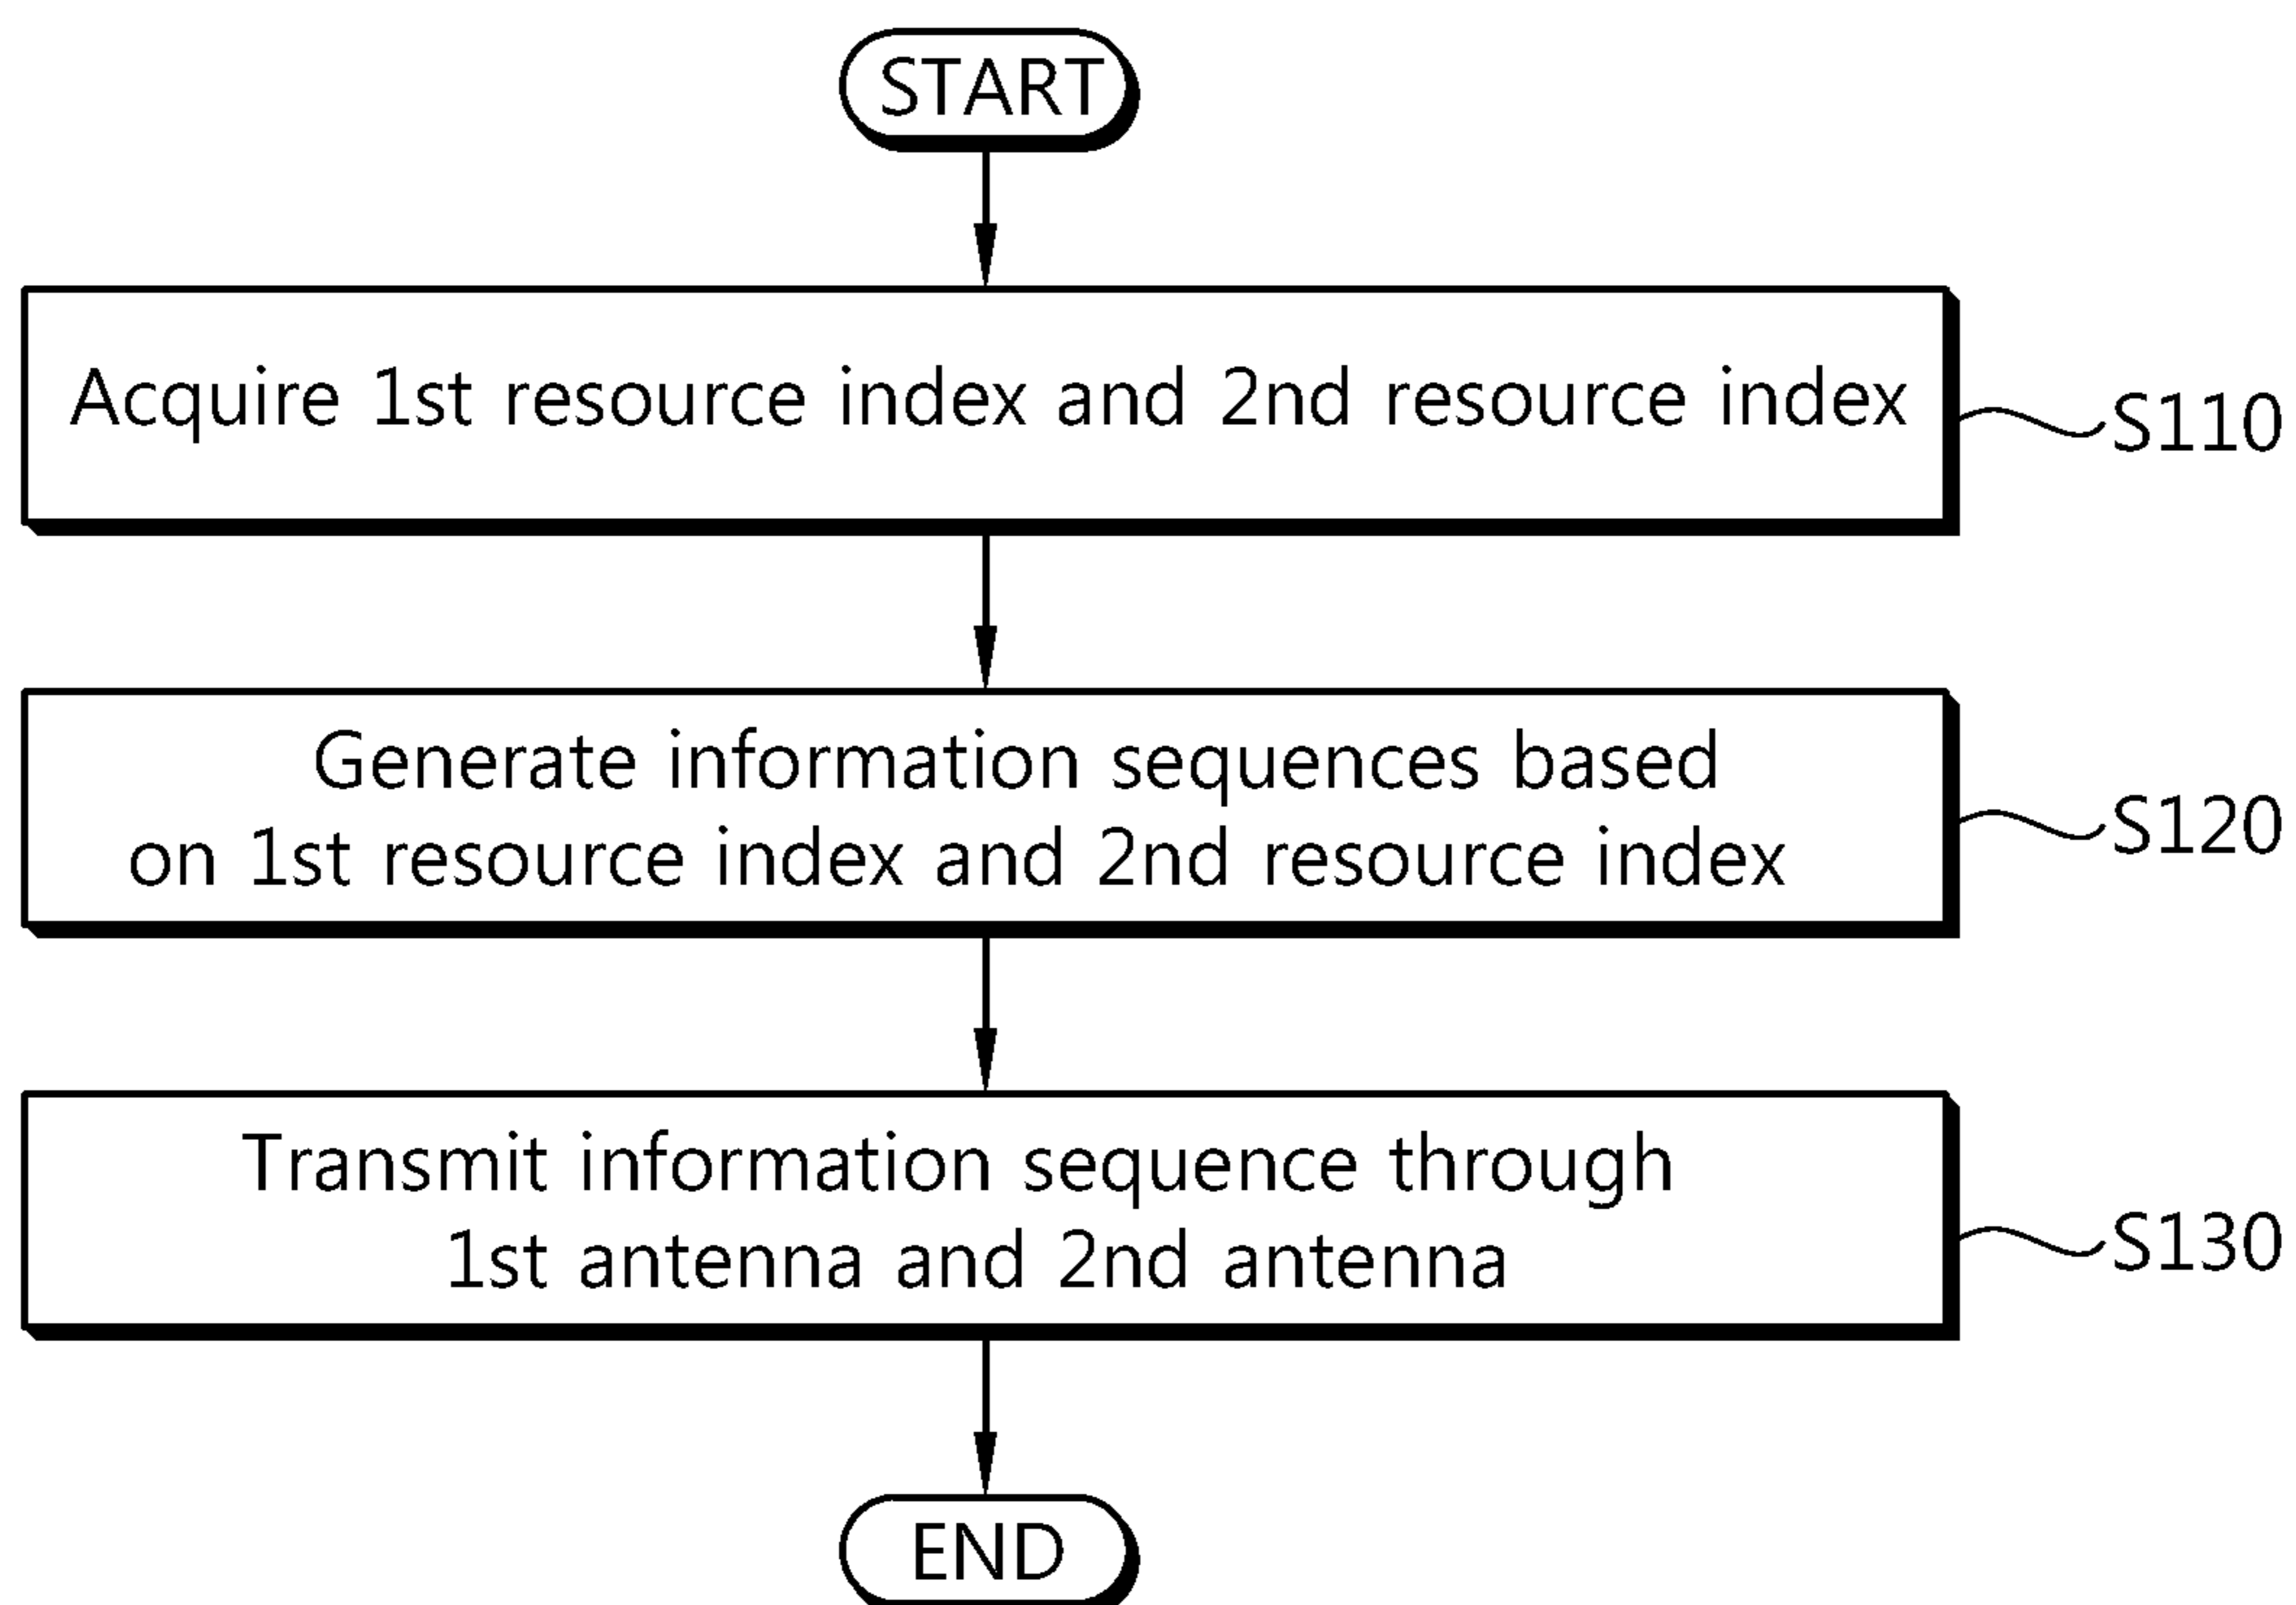 START
Acquire 1st resource index and 2nd resource index
S110
Generate information sequences based
on 1st resource index and 2nd resource index
S120
Transmit information sequence through
1st antenna and 2nd antenna
S130
END